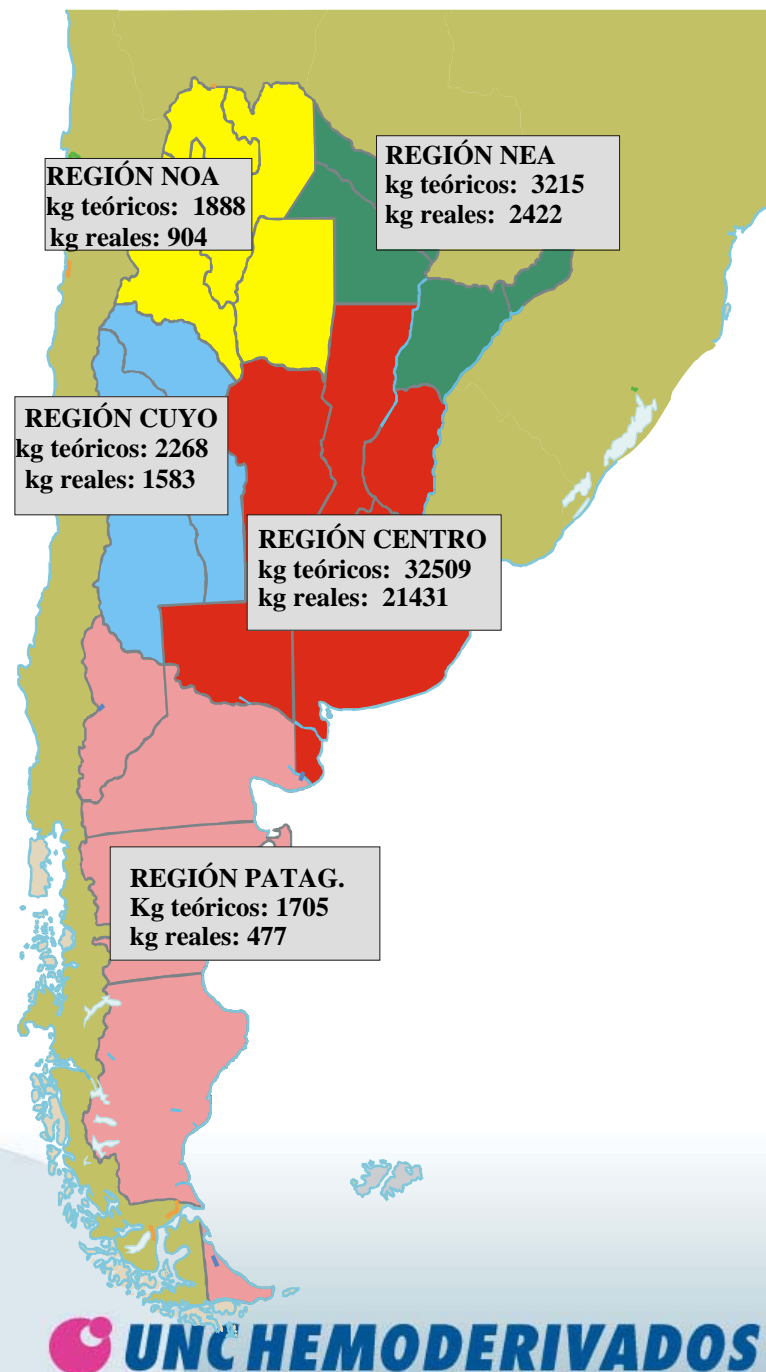 REGIÓN NOA
kg teóricos: 1888
kg reales: 904
REGIÓN NEA
kg teóricos: 3215
kg reales: 2422
REGIÓN CUYO
kg teóricos: 2268
kg reales: 1583
REGIÓN CENTRO
kg teóricos: 32509
kg reales: 21431
REGIÓN PATAG.
Kg teóricos: 1705
kg reales: 477
UNC HEMODERIVADOS